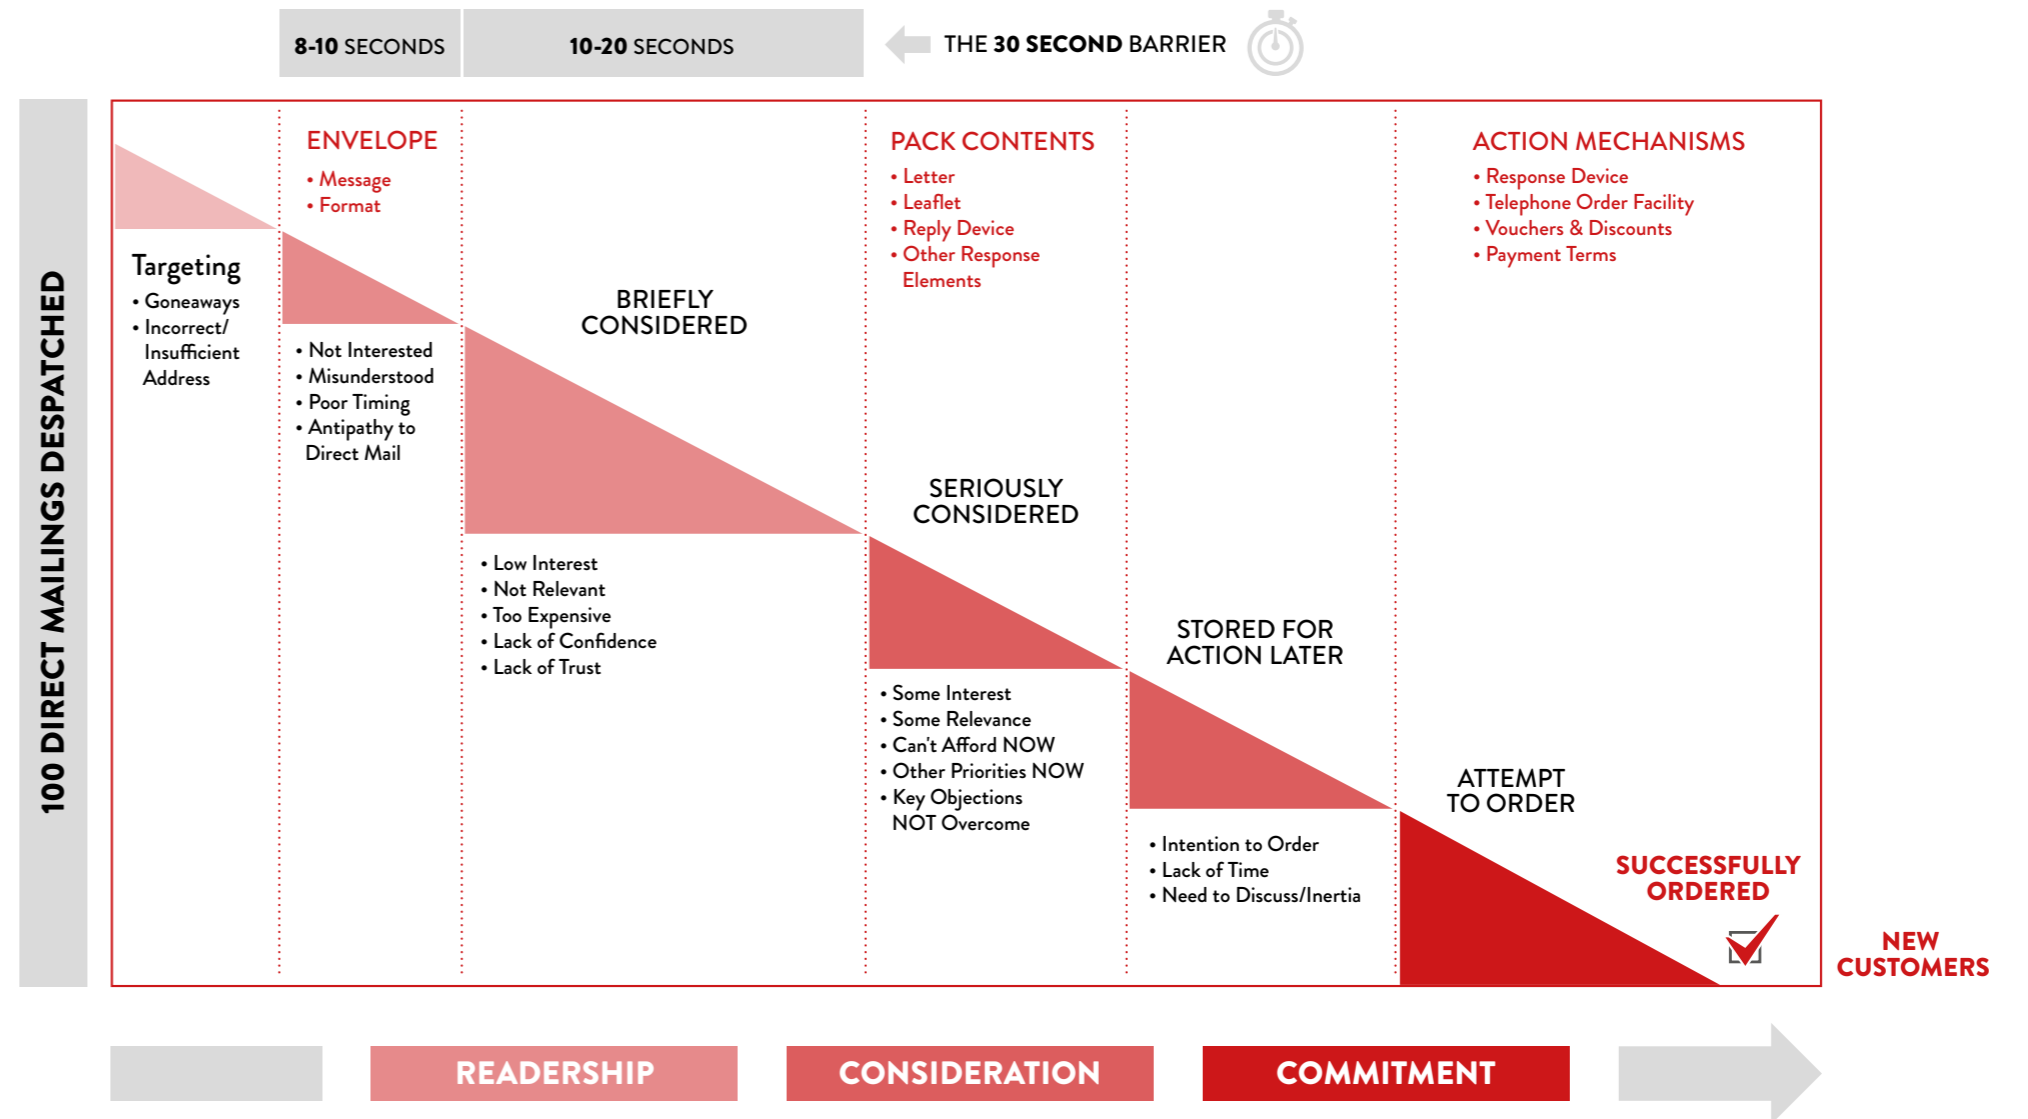 8-10 SECONDS
10-20 SECONDS
THE 30 SECOND BARRIER
100 DIRECT MAILINGS DESPATCHED
Targeting
• Goneaways
• Incorrect/
Insufficient
Address
ENVELOPE
• Message
• Format
• Not Interested
• Misunderstood
• Poor Timing
• Antipathy to
Direct Mail
BRIEFLY
CONSIDERED
• Low Interest
• Not Relevant
• Too Expensive
• Lack of Confidence
• Lack of Trust
PACK CONTENTS
• Letter
• Leaflet
• Reply Device
• Other Response
Elements
SERIOUSLY
CONSIDERED
• Some Interest
• Some Relevance
• Can't Afford NOW
• Other Priorities NOW
• Key Objections
NOT Overcome
STORED FOR
ACTION LATER
• Intention to Order
• Lack of Time
• Need to Discuss/Inertia
ACTION MECHANISMS
• Response Device
• Telephone Order Facility
• Vouchers & Discounts
• Payment Terms
ATTEMPT
TO ORDER
SUCCESSFULLY
ORDERED
NEW
CUSTOMERS
READERSHIP
CONSIDERATION
COMMITMENT